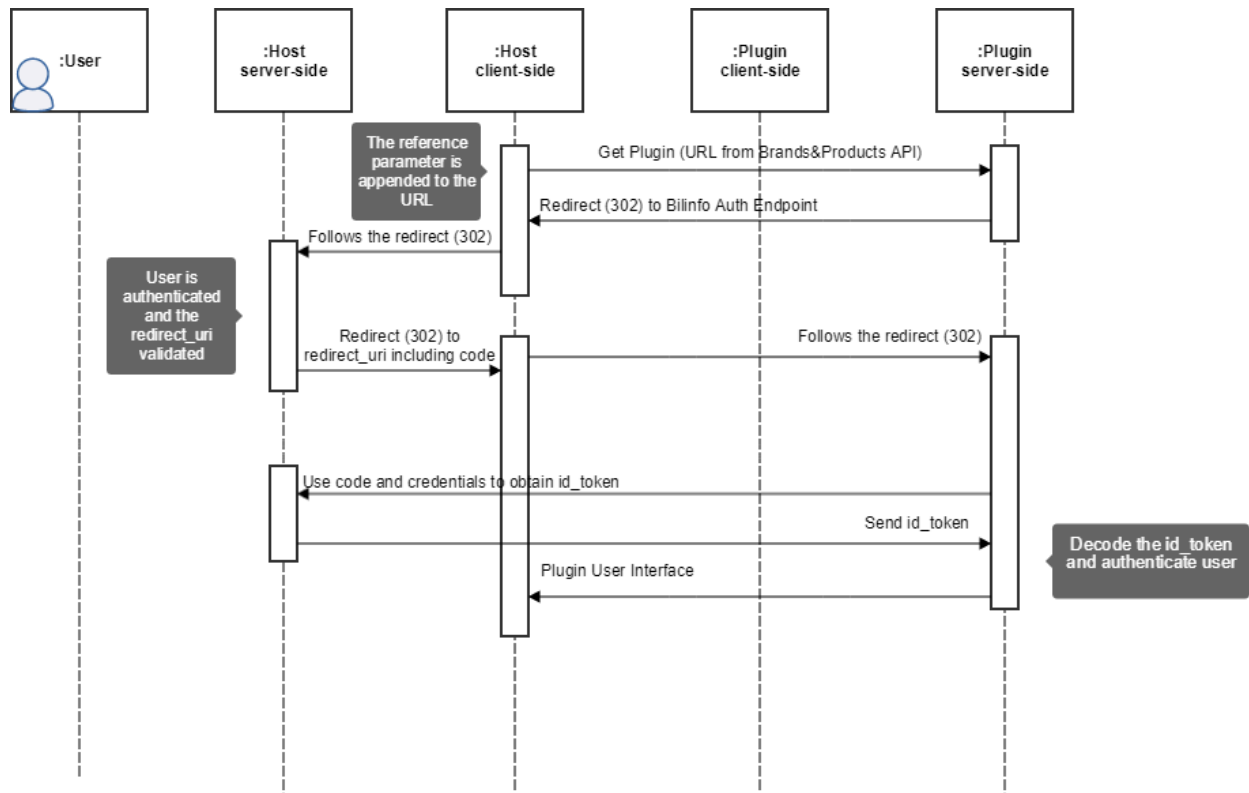 :User
:Host
server-side
:Host
client-side
:Plugin
client-side
:Plugin
server-side
The reference
parameter is
appended to the
URL
Get Plugin (URL from Brands&Products API)
Redirect (302) to Bilinfo Auth Endpoint
Follows the redirect (302)
User is
authenticated
and the
redirect_uri
validated
Redirect (302) to
redirect_uri including code
Follows the redirect (302)
Use code and credentials to obtain id_token
Send id_token
Decode the id_token
and authenticate user
Plugin User Interface